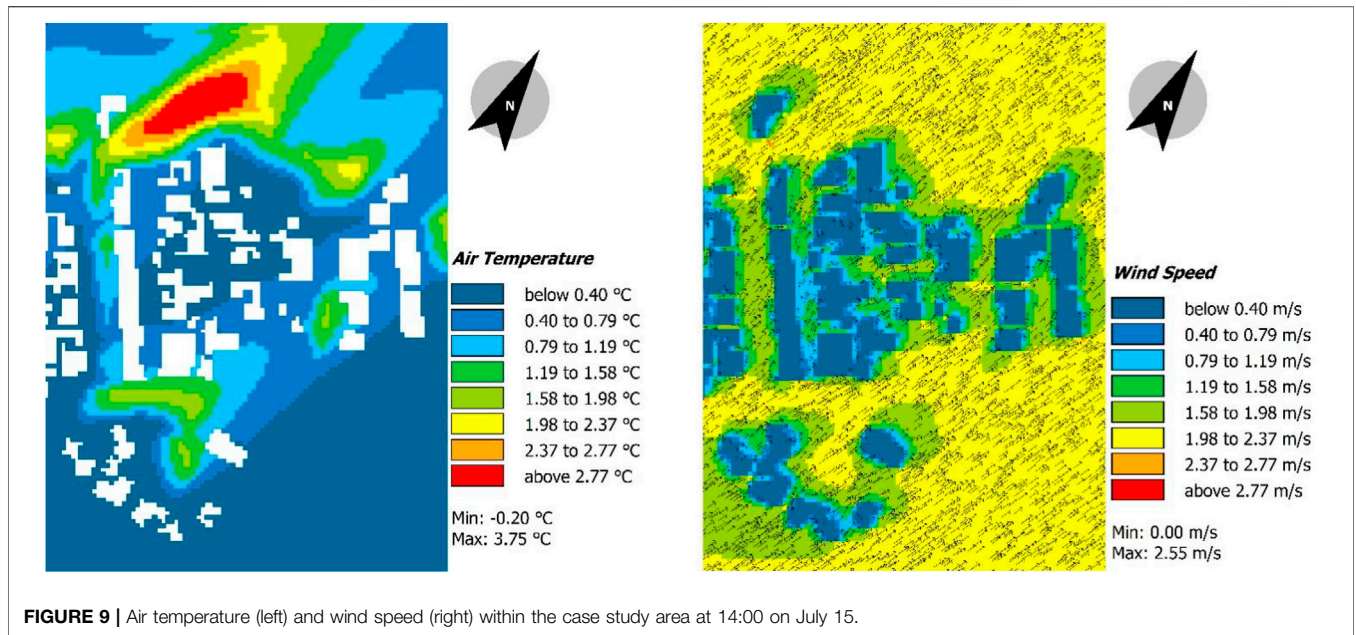 N
Air Temperature
below 0.40 °C
0.40 to 0.79 °C
0.79 to 1.19 °C
1.19 to 1.58 °C
1.58 to 1.98 °C
1.98 to 2.37 °C
2.37 to 2.77 °C
above 2.77 °C
Min: -0.20 °C
Max: 3.75 °C
N
Wind Speed
below 0.40 m/s
0.40 to 0.79 m/s
0.79 to 1.19 m/s
1.19 to 1.58 m/s
1.58 to 1.98 m/s
1.98 to 2.37 m/s
2.37 to 2.77 m/s
above 2.77 m/s
Min: 0.00 m/s
Max: 2.55 m/s
FIGURE 9 | Air temperature (left) and wind speed (right) within the case study area at 14:00 on July 15.